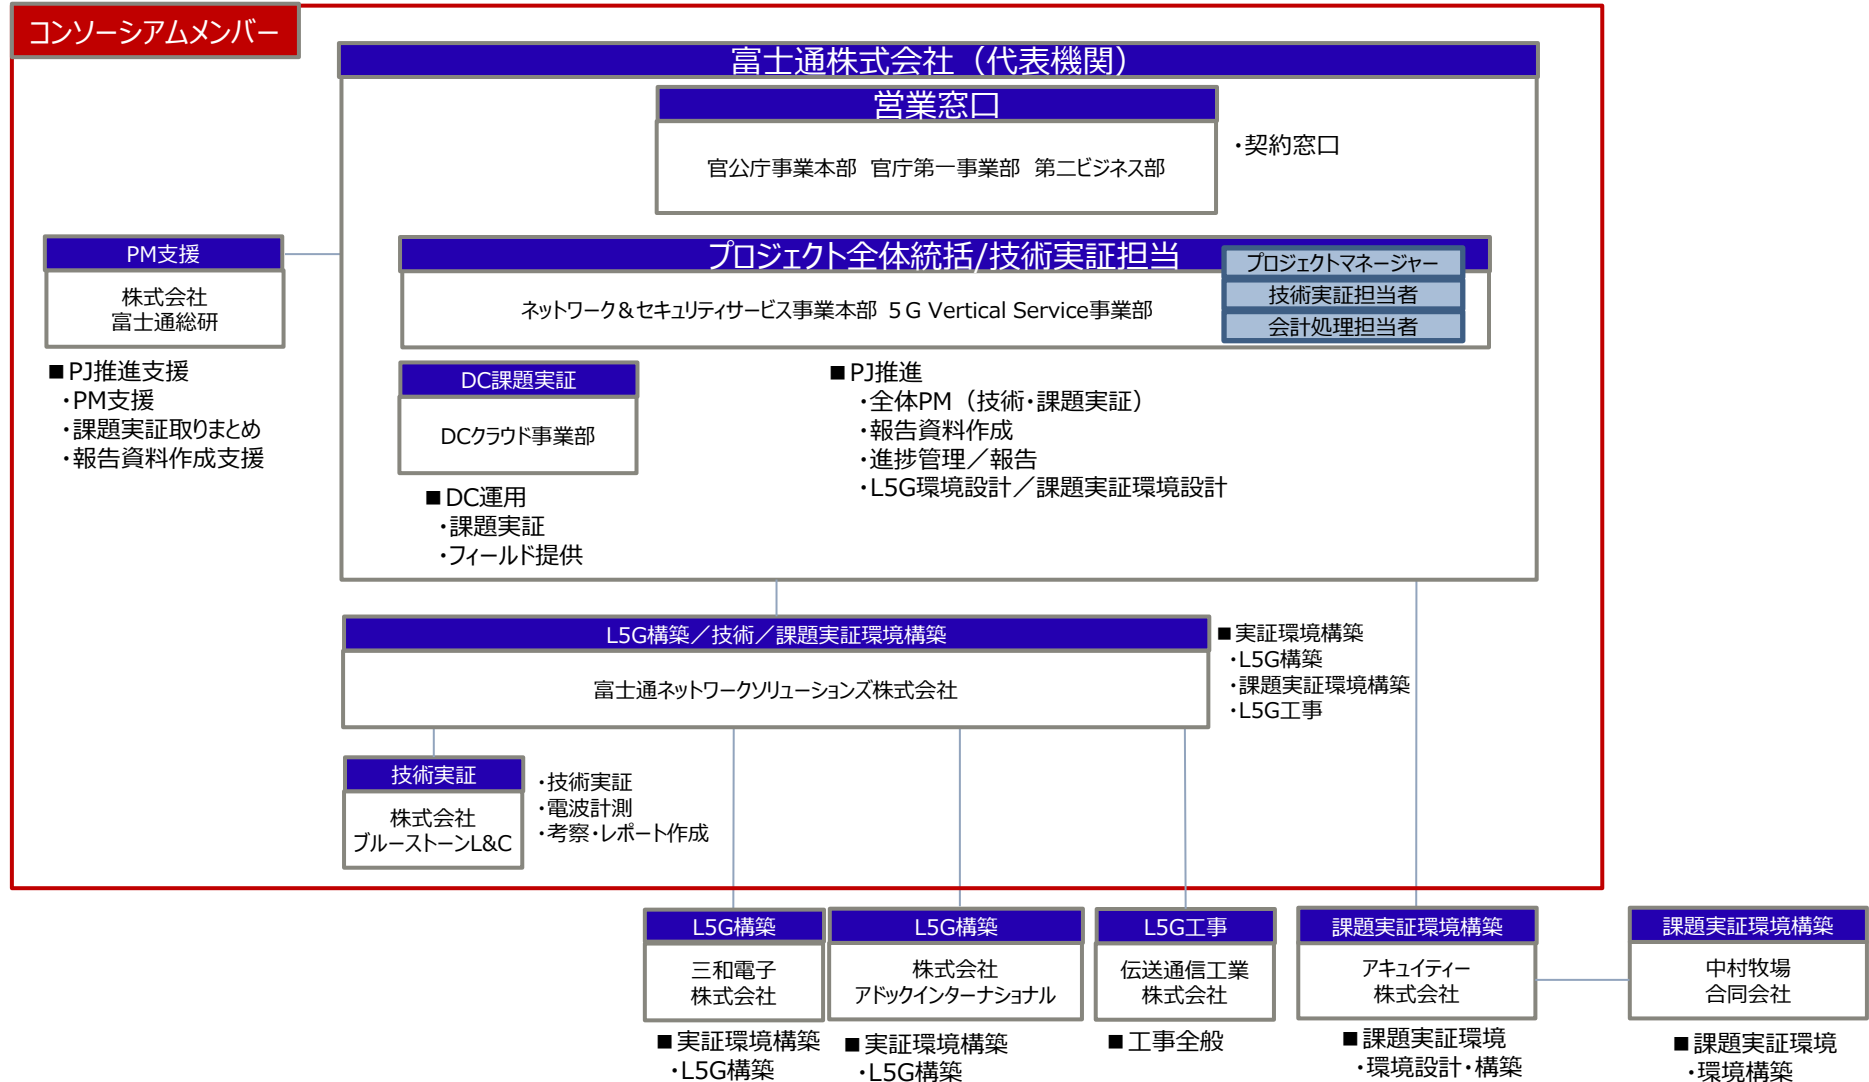 コンソーシアムメンバー
富士通株式会社（代表機関）
営業窓口
官公庁事業本部 官庁第一事業部 第二ビジネス部
・契約窓口
PM支援
株式会社
富士通総研
■PJ推進支援
・PM支援
・課題実証取りまとめ
・報告資料作成支援
プロジェクト全体統括/技術実証担当
ネットワーク＆セキュリティサービス事業本部 ５G Vertical Service事業部
プロジェクトマネージャー
技術実証担当者
会計処理担当者
DC課題実証
DCクラウド事業部
■DC運用
・課題実証
・フィールド提供
■PJ推進
・全体PM（技術・課題実証）
・報告資料作成
・進捗管理／報告
・L5G環境設計／課題実証環境設計
L5G構築／技術／課題実証環境構築
富士通ネットワークソリューションズ株式会社
■実証環境構築
・L5G構築
・課題実証環境構築
・L5G工事
技術実証
株式会社
ブルーストーンL&C
・技術実証
・電波計測
・考察・レポート作成
L5G構築
三和電子
株式会社
■実証環境構築
・L5G構築
L5G構築
株式会社
アドックインターナショナル
■実証環境構築
・L5G構築
L5G工事
伝送通信工業
株式会社
■工事全般
課題実証環境構築
アキュイティー
株式会社
■課題実証環境
・環境設計・構築
課題実証環境構築
中村牧場
合同会社
■課題実証環境
・環境構築